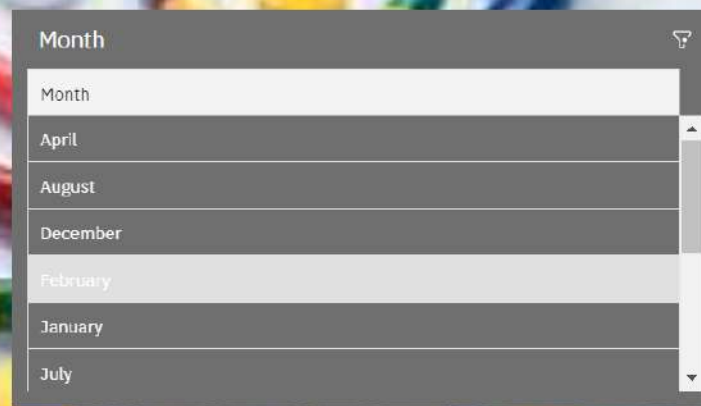 Month
Month
April
August
December
February
January
July